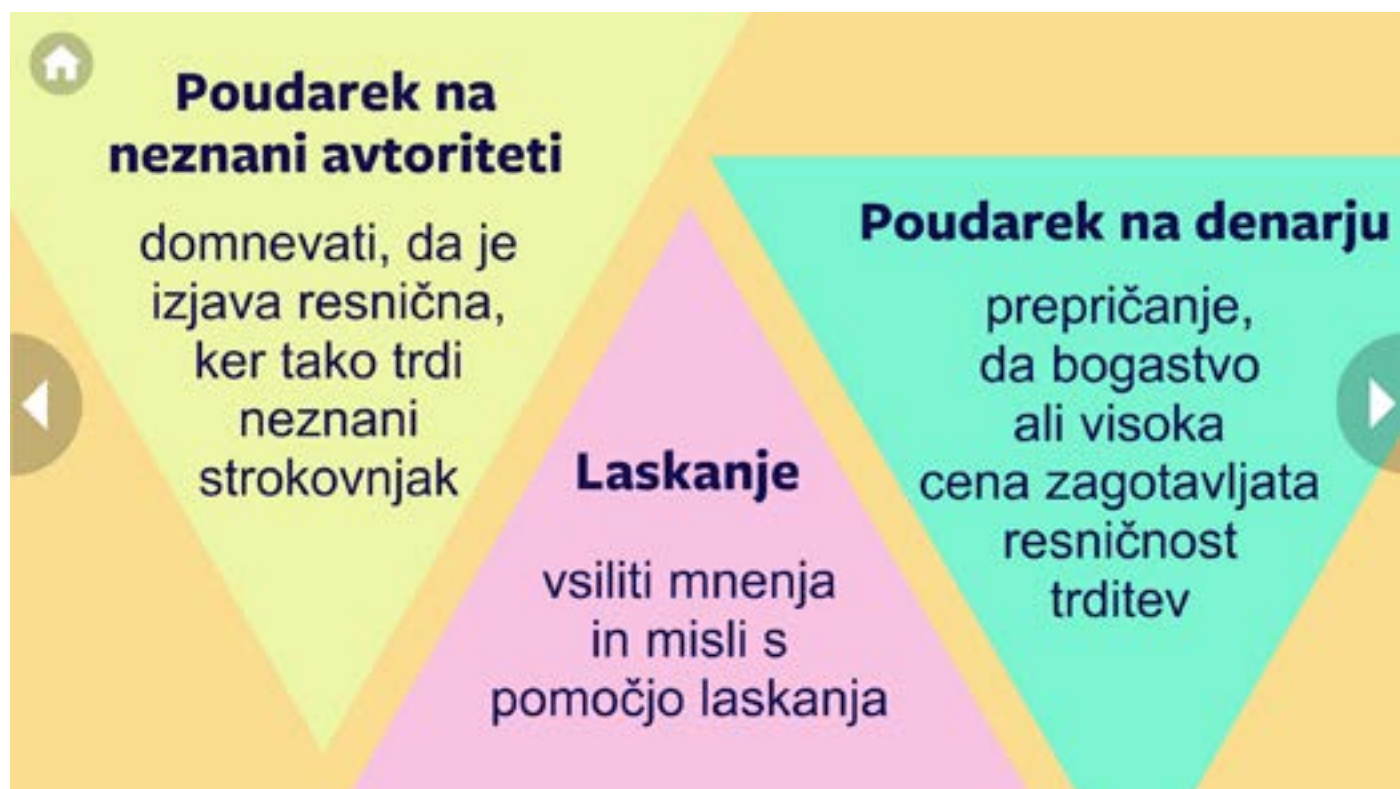 Poudarek na
neznani avtoriteti
domnevati, da je
izjava resnična,
ker tako trdi
neznani
strokovnjak
Laskanje
vsiliti mnenja
in misli s
pomočjo laskanja
Poudarek na denarju
prepričanje,
da bogastvo
ali visoka
cena zagotavljata
resničnost
trditev